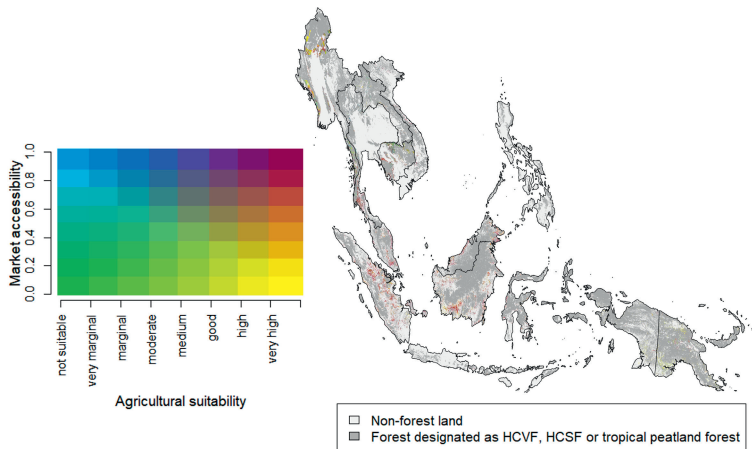 Market accessibility
1.0
0.8
0.6
0.4
0.2
0.0
not suitable
very marginal
marginal
moderate
medium
good
high
very high
Agricultural suitability
Non-forest land
Forest designated as HCVF, HCSF or tropical peatland forest